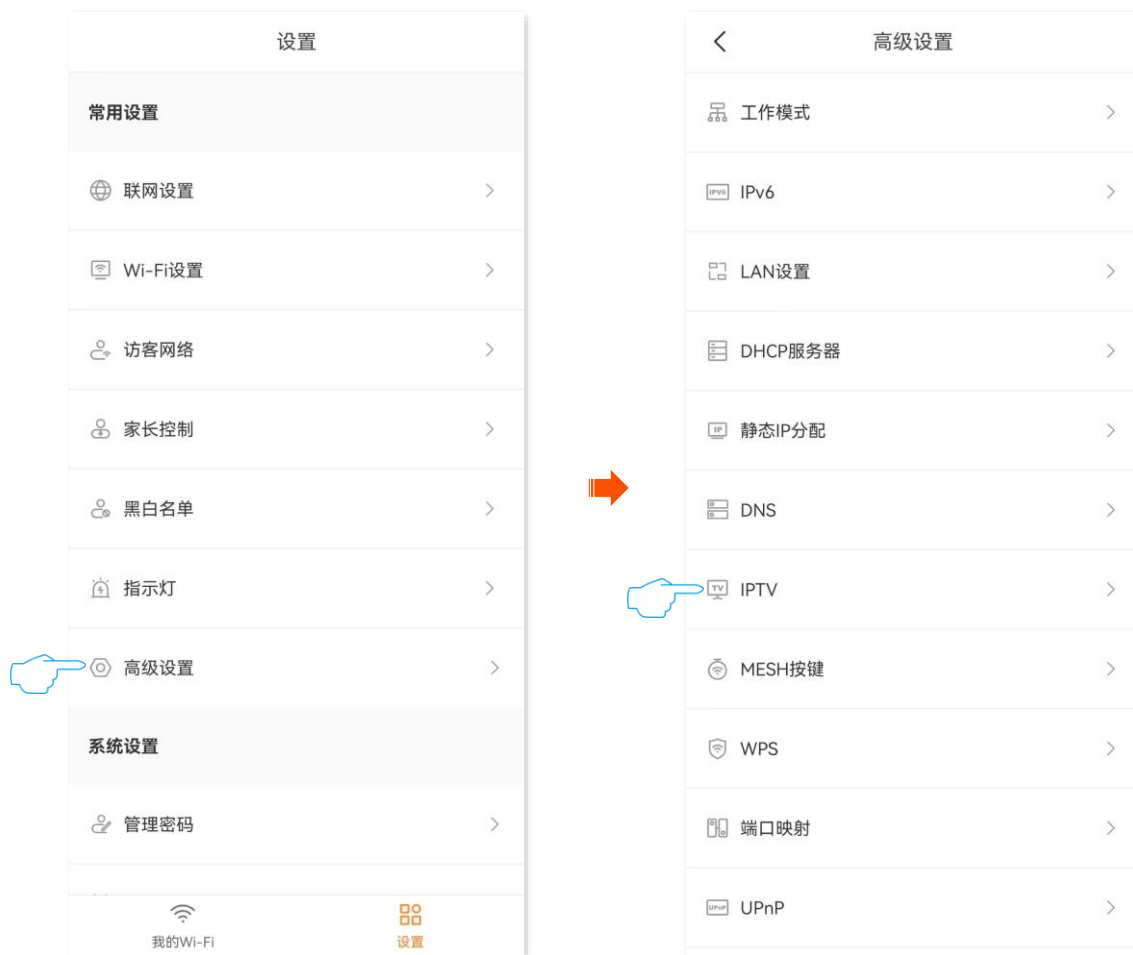 设置
常用设置
联网设置
Wi-Fi设置
访客网络
家长控制
黑白名单
指示灯
高级设置
系统设置
管理密码
我的Wi-Fi
设置
高级设置
工作模式
IPV6 IPv6
LAN设置
DHCP服务器
IP 静态IP分配
DNS
TV IPTV
MESH按键
WPS
端口映射
UPnP UPnP